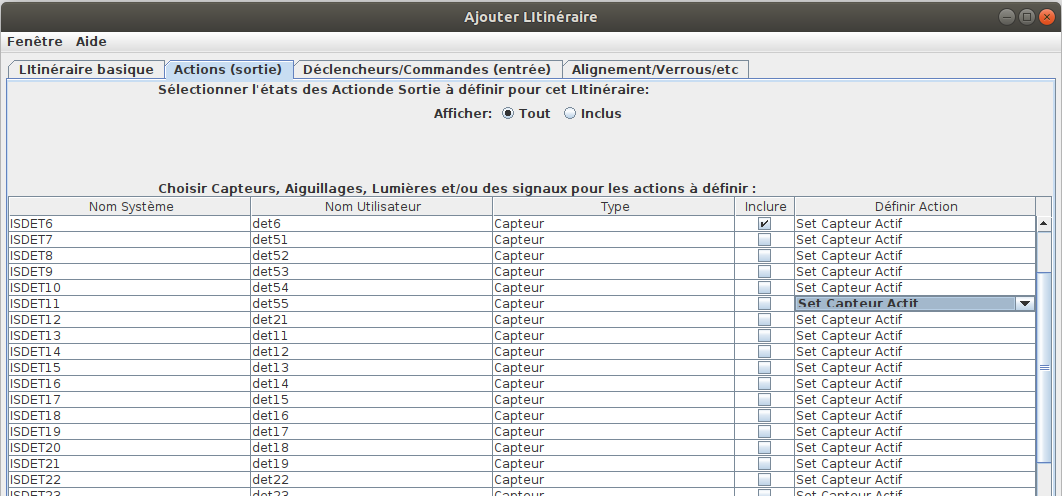 Ajouter LItinéraire
Fenêtre Aide
LItinéraire basique Actions (sortie) Déclencheurs/Commandes (entrée) Alignement/Verrous/etc
Sélectionner l'états des Actionde Sortie à définir pour cet LItinéraire:
Afficher: Tout Inclus
Choisir Capteurs, Aiguillages, Lumières et/ou des signaux pour les actions à définir :
Nom Système Nom Utilisateur Type Inclure Définir Action
ISDET6 det6 Capteur Set Capteur Actif
ISDET7 det51 Capteur Set Capteur Actif
ISDET8 det52 Capteur Set Capteur Actif
ISDET9 det53 Capteur Set Capteur Actif
ISDET10 det54 Capteur Set Capteur Actif
ISDET11 det55 Capteur Set Capteur Actif
ISDET12 det21 Capteur Set Capteur Actif
ISDET13 det11 Capteur Set Capteur Actif
ISDET14 det12 Capteur Set Capteur Actif
ISDET15 det13 Capteur Set Capteur Actif
ISDET16 det14 Capteur Set Capteur Actif
ISDET17 det15 Capteur Set Capteur Actif
ISDET18 det16 Capteur Set Capteur Actif
ISDET19 det17 Capteur Set Capteur Actif
ISDET20 det18 Capteur Set Capteur Actif
ISDET21 det19 Capteur Set Capteur Actif
ISDET22 det22 Capteur Set Capteur Actif
ISDET23 det23 Capteur Set Capteur Actif